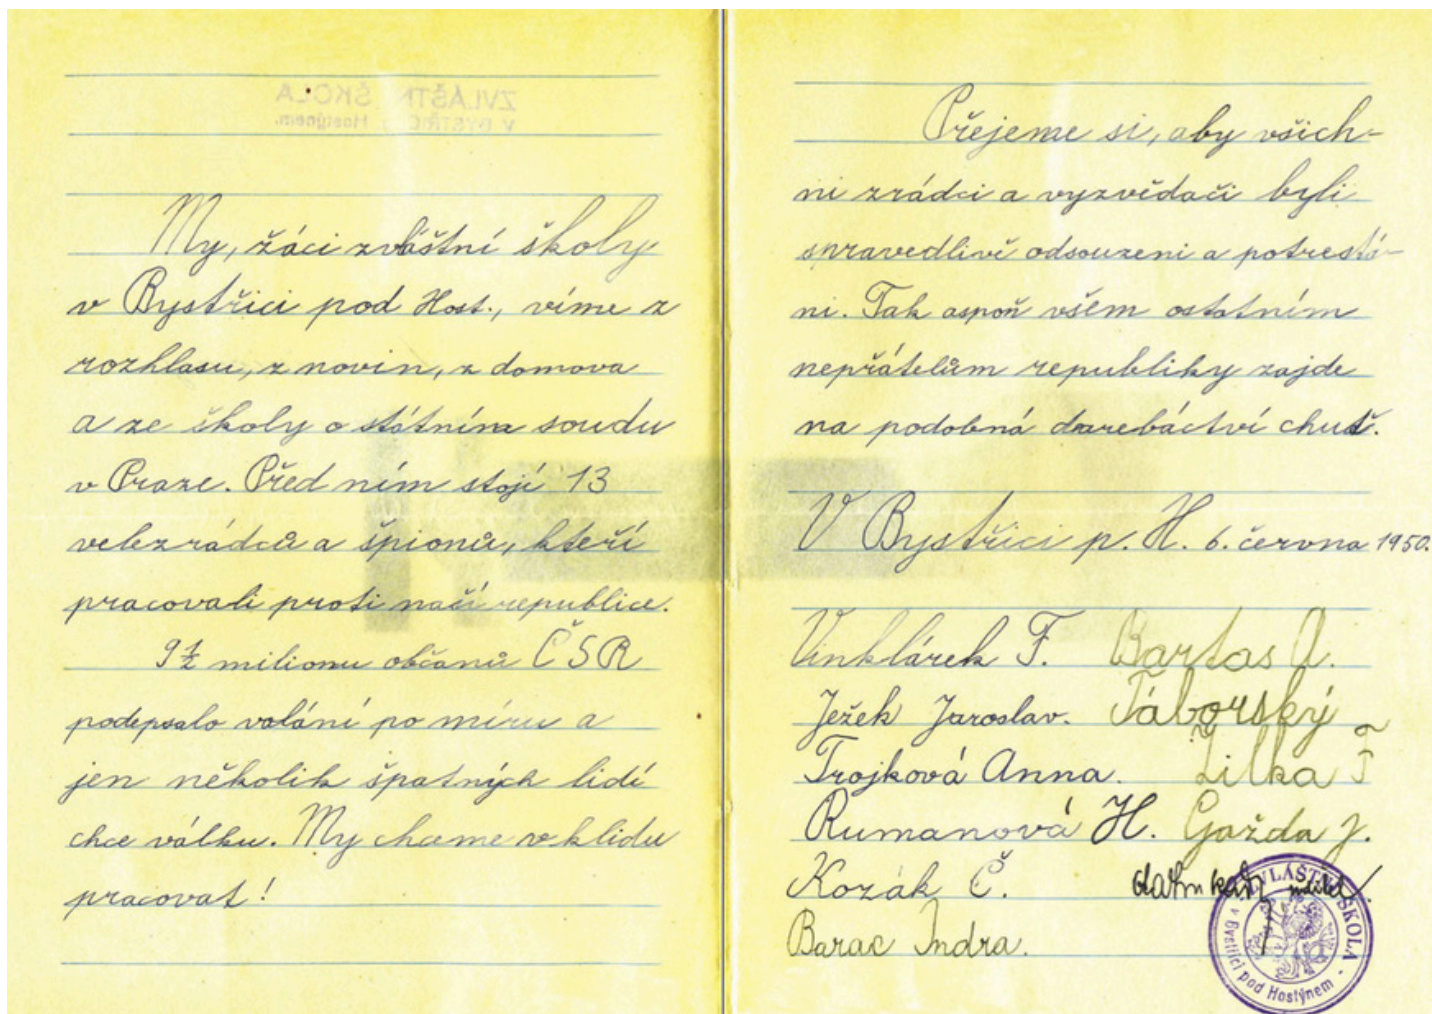 ZVLÁŠTNÍ ŠKOLA
V BYSTŘICI Hostýnem.
My, žáci zvláštní školy
v Bystřici pod Host., víme z
rozhlasu, z novin, z domova
a ze školy o státním soudu
v Praze. Před ním stojí 13
velezrádců a špionů, kteří
pracovali proti naší republice.
9½ milionu občanů ČSR
podepsalo volání po míru a
jen několik špatných lidí
chce válku. My chceme v klidu
pracovat!
Přejeme si, aby všich-
ni zrádci a vyzvědači byli
spravedlivě odsouzeni a potrestá-
ni. Tak aspoň všem ostatním
nepřátelům republiky zajde
na podobná darebáctví chuť.
V Bystřici p. H. 6. června 1950.
Vinklárek F. Bartas A.
Ježek Jaroslav. Táborský
Trojková Anna. Lilka F
Rumanová H. Gažda J.
Kozák Č.
Barac Indra.
ZVLÁŠTNÍ ŠKOLA v Bystřici pod Hostýnem